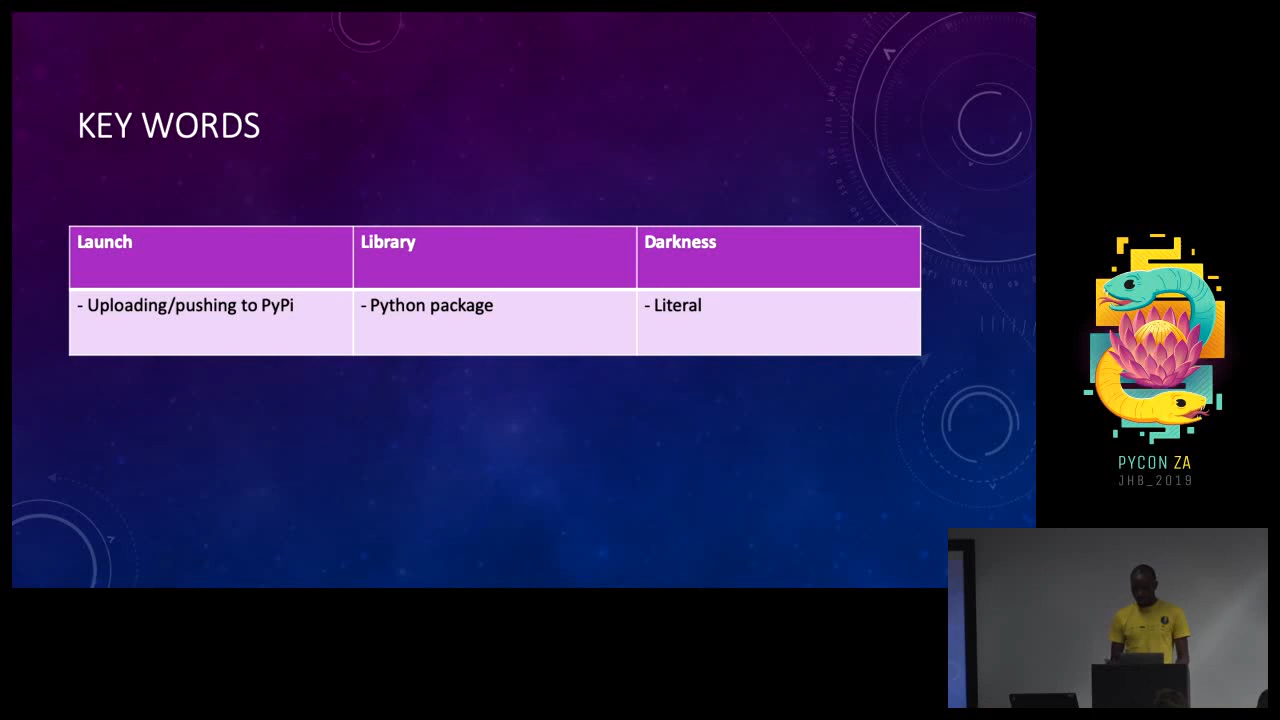 KEY WORDS
Launch
Library
Darkness
- Uploading/pushing to PyPi
- Python package
- Literal
PYCON ZA
JHB_2019